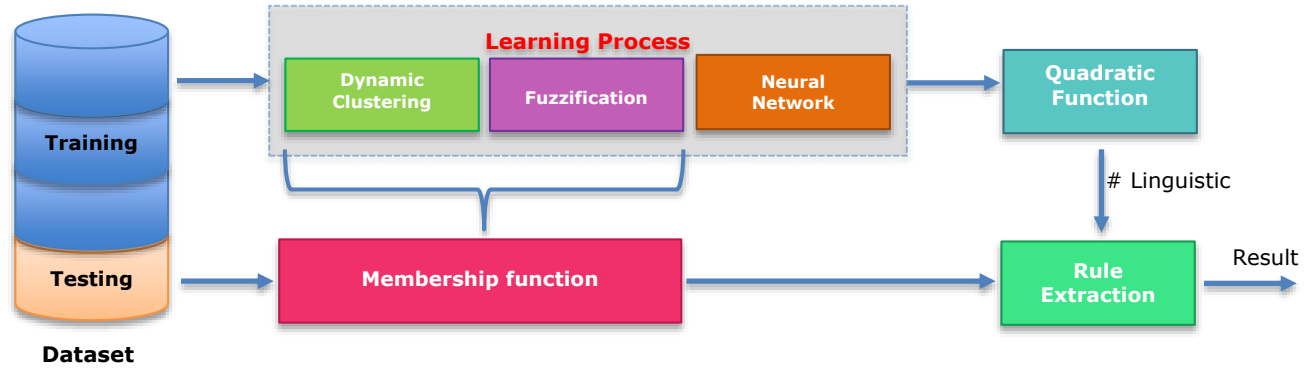 Learning Process
Dynamic
Clustering
Fuzzification
Neural
Network
Quadratic
Function
Training
# Linguistic
Testing
Membership function
Rule
Extraction
Result
Dataset